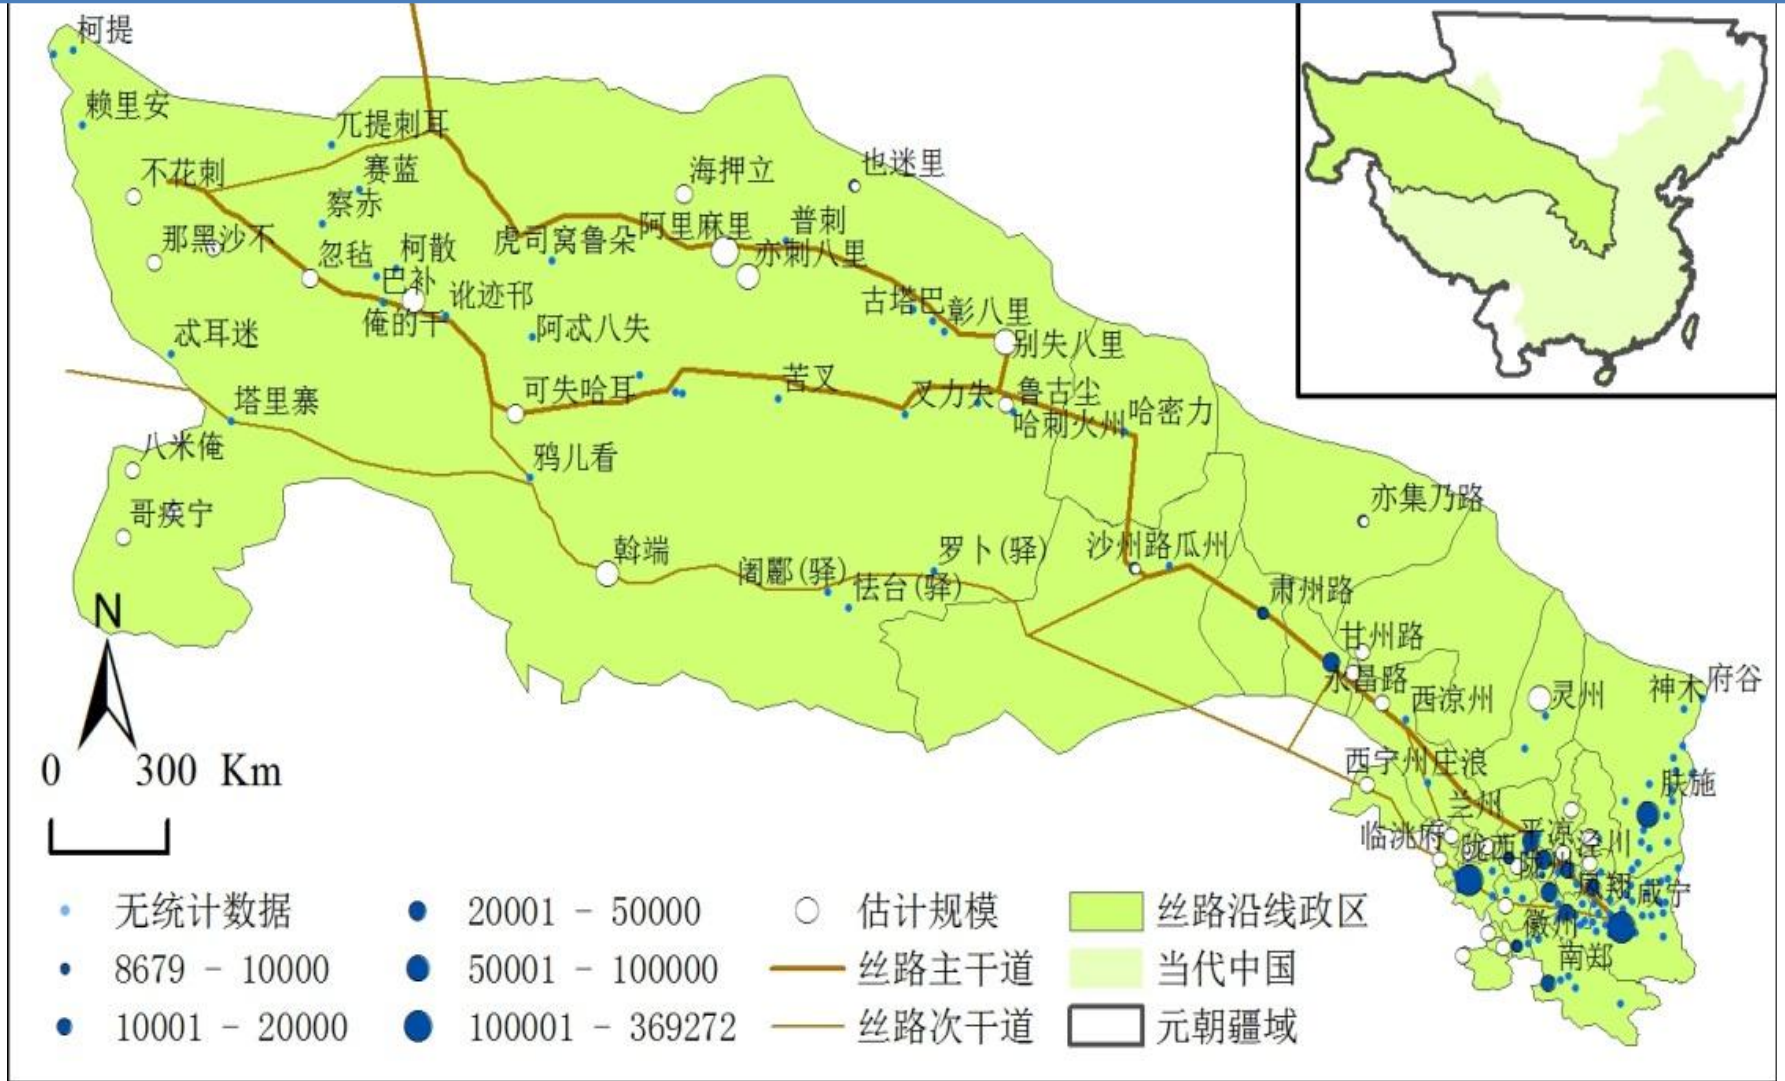 柯提
赖里安
兀提剌耳
不花剌
赛蓝
海押立
也迷里
察赤
那黑沙不
忽毡
柯散
虎司窝鲁朵
阿里麻里
普剌
亦剌八里
巴补
讹迹邗
俺的干
古塔巴
彰八里
阿忒八失
别失八里
忒耳迷
可失哈耳
苦叉
叉力失
鲁古尘
塔里寨
哈剌火州
哈密力
八米俺
鸦儿看
哥疾宁
亦集乃路
斡端
阇鄽(驿)
罗卜(驿)
怯台(驿)
沙州路
瓜州
肃州路
甘州路
永昌路
西凉州
灵州
神木
府谷
西宁州
庄浪
肤施
兰州
临洮府
陇西
平凉
泾川
陇州
凤翔
咸宁
徽州
南郑
N
0 300 Km
无统计数据
8679 - 10000
10001 - 20000
20001 - 50000
50001 - 100000
100001 - 369272
估计规模
丝路主干道
丝路次干道
丝路沿线政区
当代中国
元朝疆域